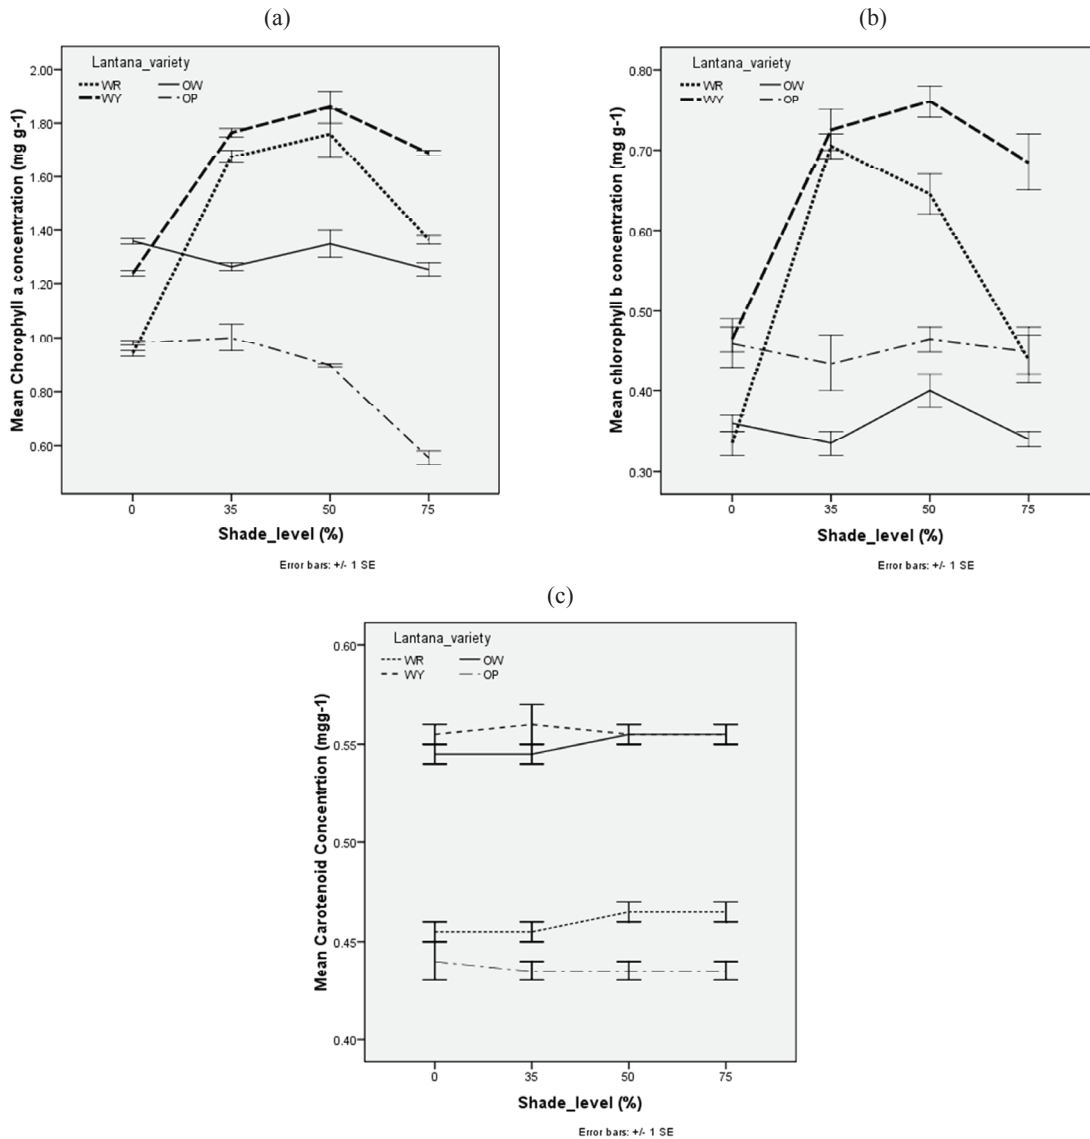 (a)
Lantana_variety
WR OW
WY OP
2.00
1.80
1.60
1.40
1.20
1.00
0.80
0.60
Mean Chorophyll a concentration (mg g-1)
0 35 50 75
Shade_level (%)
Error bars: +/- 1 SE
(b)
Lantana_variety
WR OW
WY OP
0.80
0.70
0.60
0.50
0.40
0.30
Mean chlorophyll b concentration [mg g-1)
0 35 50 75
Shade_level (%)
Error bars: +/- 1 SE
(c)
Lantana_variety
WR OW
WY OP
0.60
0.55
0.50
0.45
0.40
Mean Carotenoid Concentrtion (mgg-1)
0 35 50 75
Shade_level (%)
Error bars: +/- 1 SE